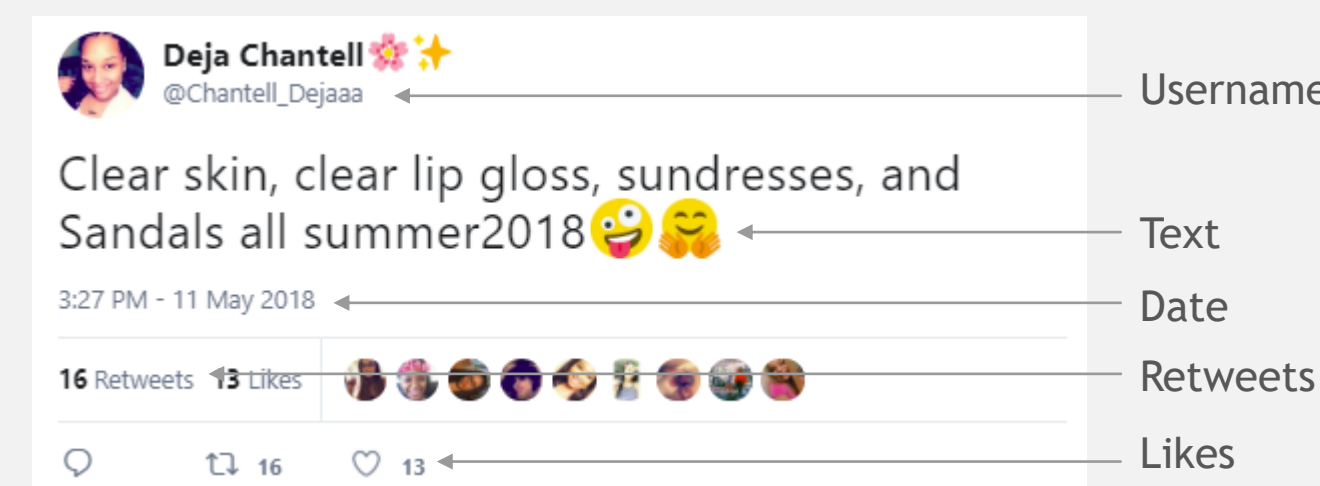 Deja Chantell🌸✨
@Chantell_Dejaaa
Username
Clear skin, clear lip gloss, sundresses, and
Sandals all summer2018🤪🤗
Text
3:27 PM - 11 May 2018
Date
16 Retweets 13 Likes
Retweets
16 13
Likes